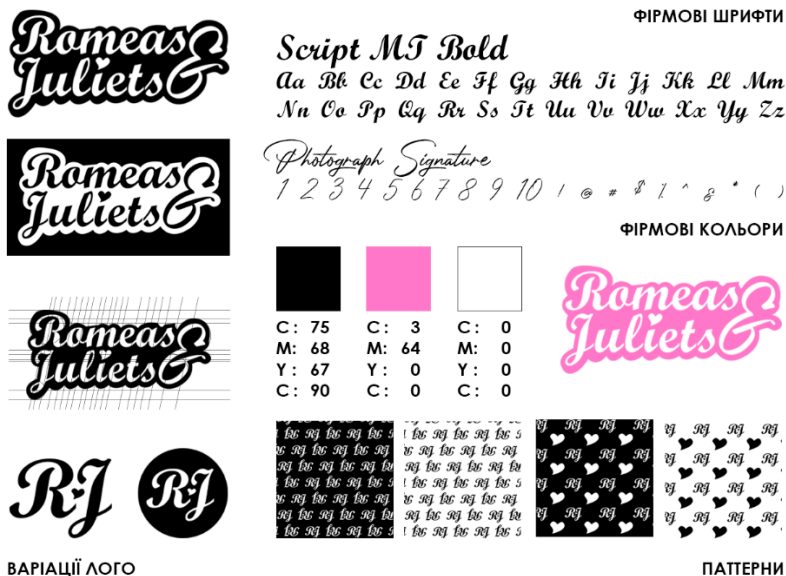 Romeas &
Juliets
Romeas &
Juliets
Romeas &
Juliets
RJ
RJ
ВАРІАЦІЇ ЛОГО
ФІРМОВІ ШРИФТИ
Script MT Bold
Aa Bb Cc Dd Ee Ff Gg Hh Ii Jj Kk Ll Mm
Nn Oo Pp Qq Rr Ss Tt Uu Vv Ww Xx Yy Zz
Photograph Signature
1 2 3 4 5 6 7 8 9 10 ! @ # $ % ^ & * ( )
ФІРМОВІ КОЛЬОРИ
C: 75 C: 3 C: 0
M: 68 M: 64 M: 0
Y: 67 Y: 0 Y: 0
C: 90 C: 0 C: 0
Romeas &
Juliets
ПАТТЕРНИ